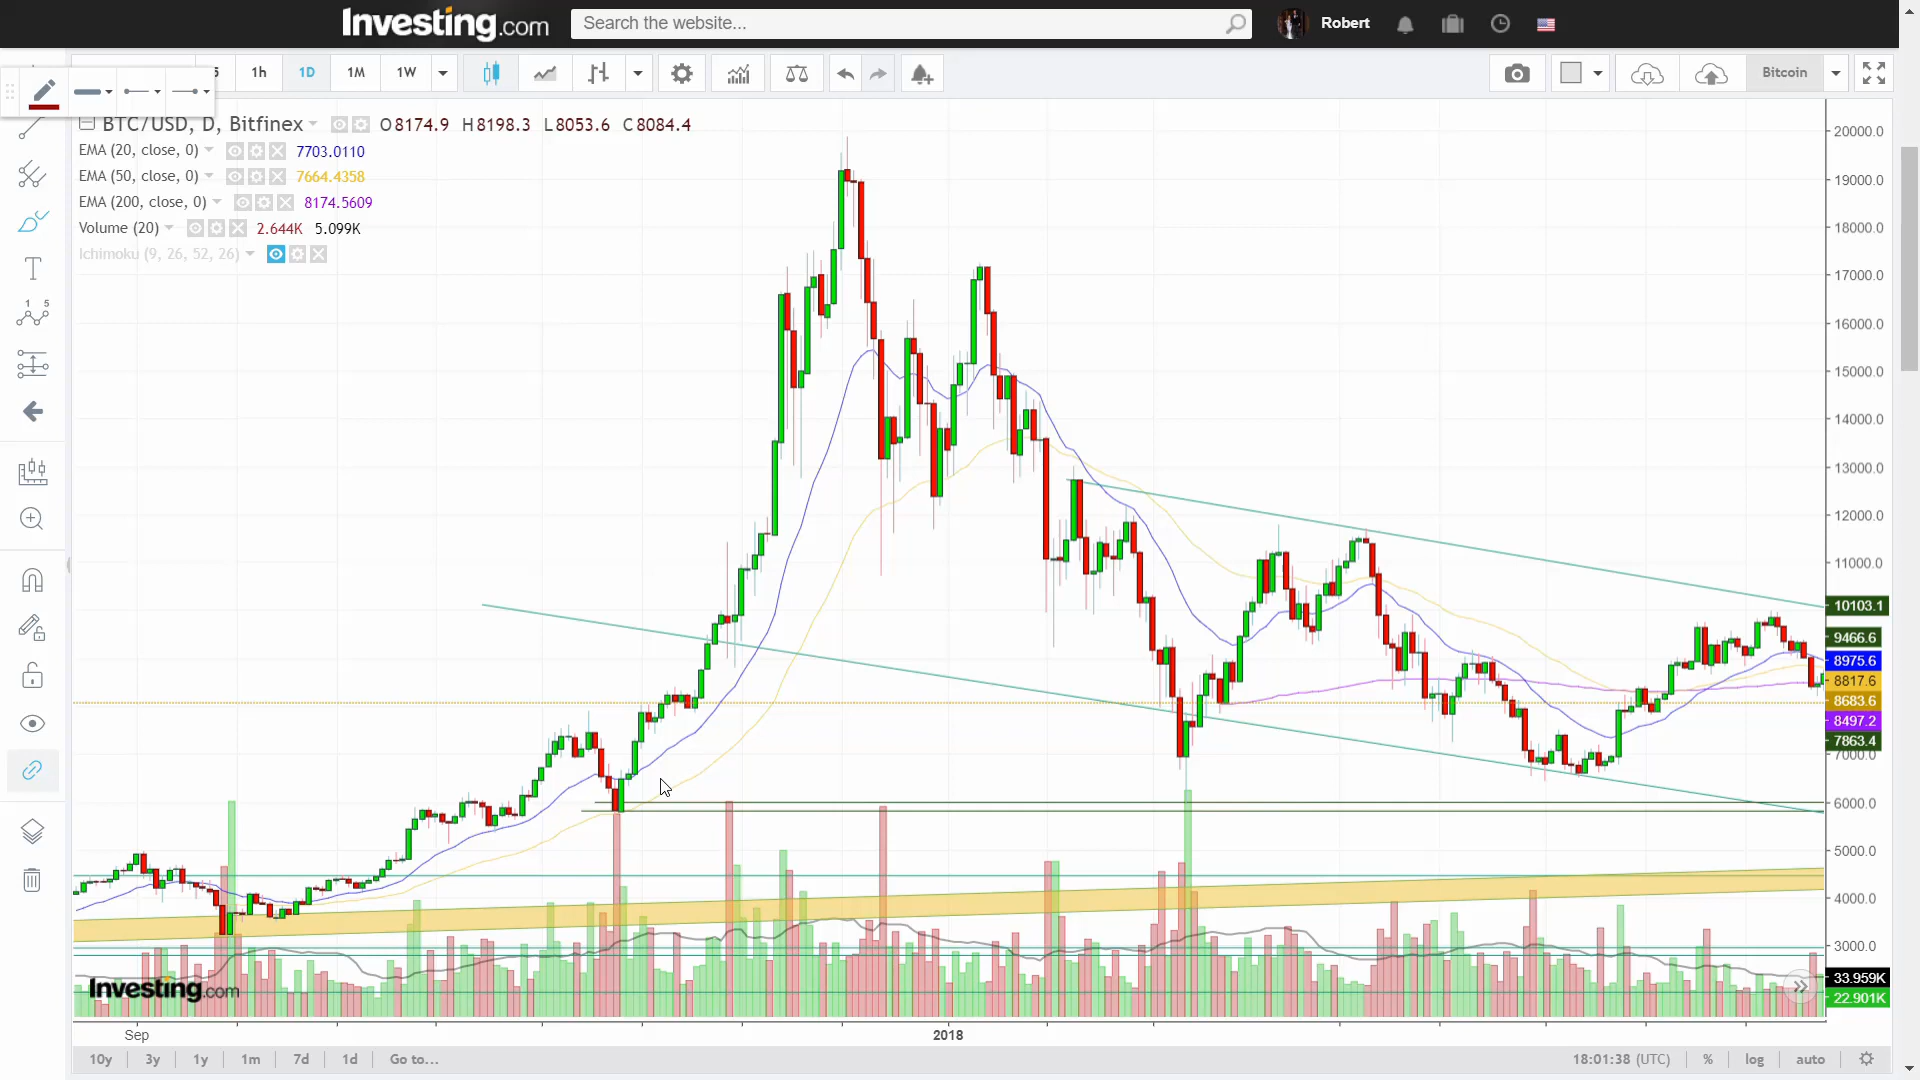 Investing.com
Search the website...
Robert
1h
1D
1M
1W
Bitcoin
BTC/USD, D, Bitfinex
O8174.9 H8198.3 L8053.6 C8084.4
EMA (20, close, 0) 7703.0110
EMA (50, close, 0) 7664.4358
EMA (200, close, 0) 8174.5609
Volume (20) 2.644K 5.099K
Ichimoku (9, 26, 52, 26)
T
1 5
20000.0
19000.0
18000.0
17000.0
16000.0
15000.0
14000.0
13000.0
12000.0
11000.0
10103.1
9466.6
8975.6
8817.6
8683.6
8497.2
7863.4
7000.0
6000.0
5000.0
4000.0
3000.0
33.959K
22.901K
Investing.com
Sep
2018
10y
3y
1y
1m
7d
1d
Go to...
18:01:38 (UTC)
%
log
auto